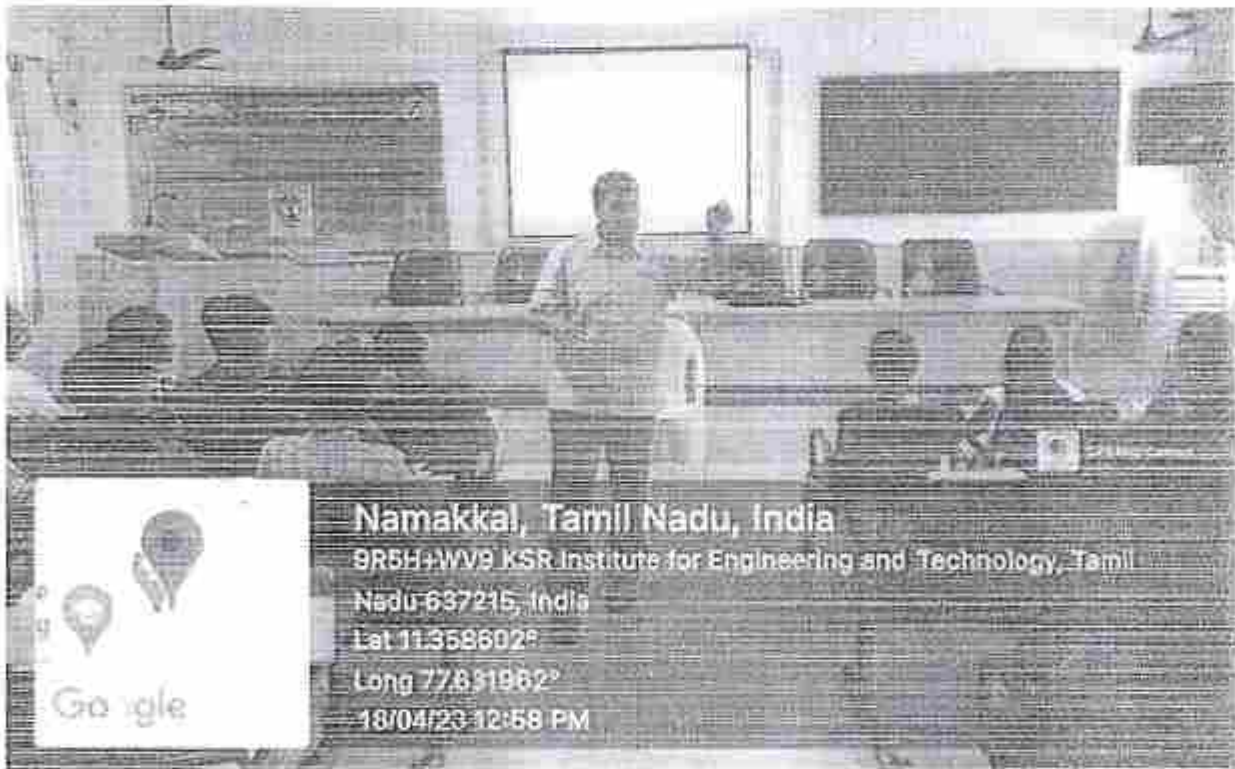 Namakkal, Tamil Nadu, India
9R5H+WV9 KSR Institute for Engineering and Technology, Tamil
Nadu 637215, India
Lat 11.358602°
Long 77.631962°
18/04/23 12:58 PM
Google